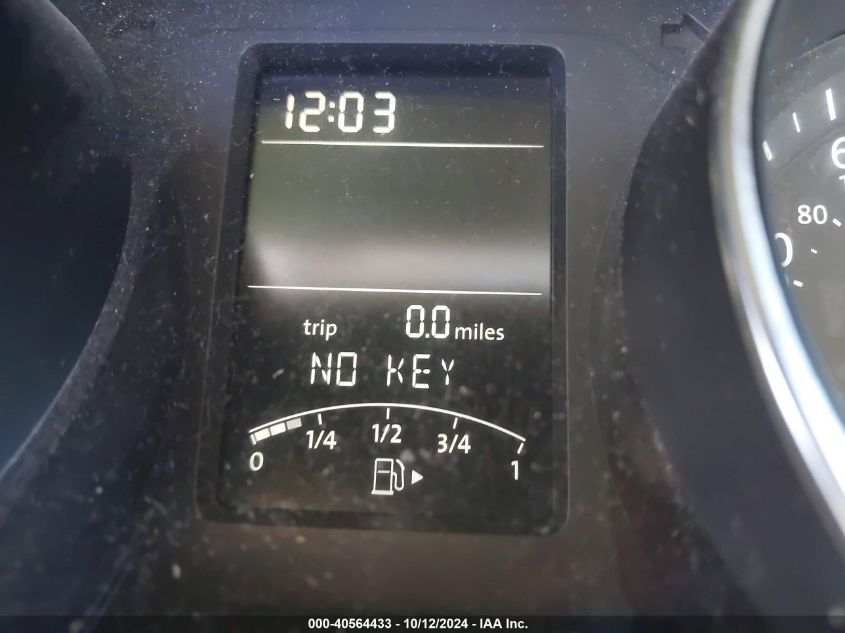 12:03
6
80
trip 0.0 miles
NO KEY
0 1/4 1/2 3/4 1
000-40564433 - 10/12/2024 - IAA Inc.